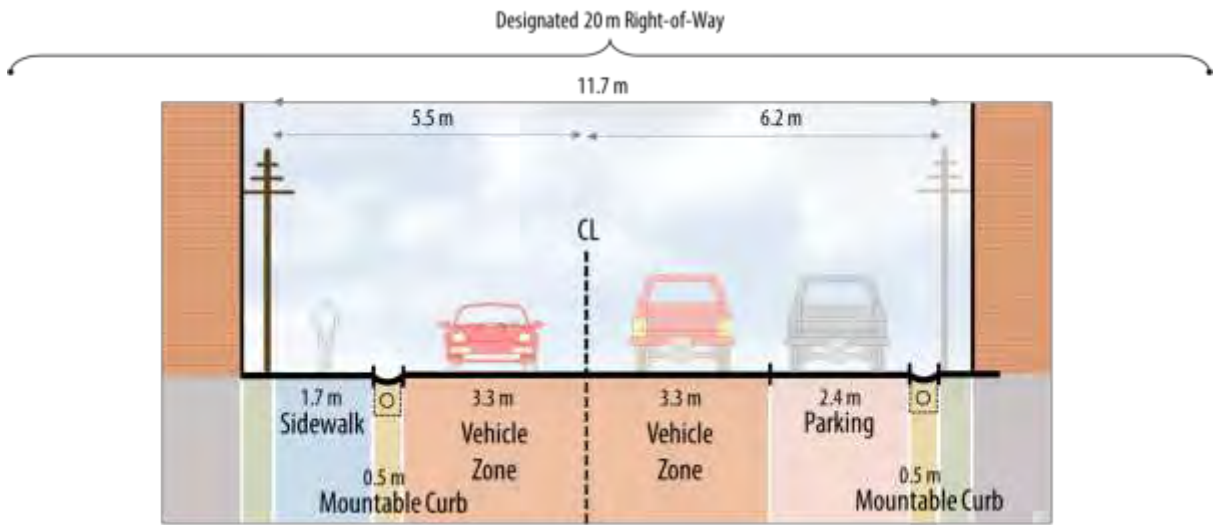 Designated 20 m Right-of-Way
11.7 m
5.5 m
6.2 m
CL
1.7 m
Sidewalk
3.3 m
Vehicle
Zone
3.3 m
Vehicle
Zone
2.4 m
Parking
0.5 m
Mountable Curb
0.5 m
Mountable Curb